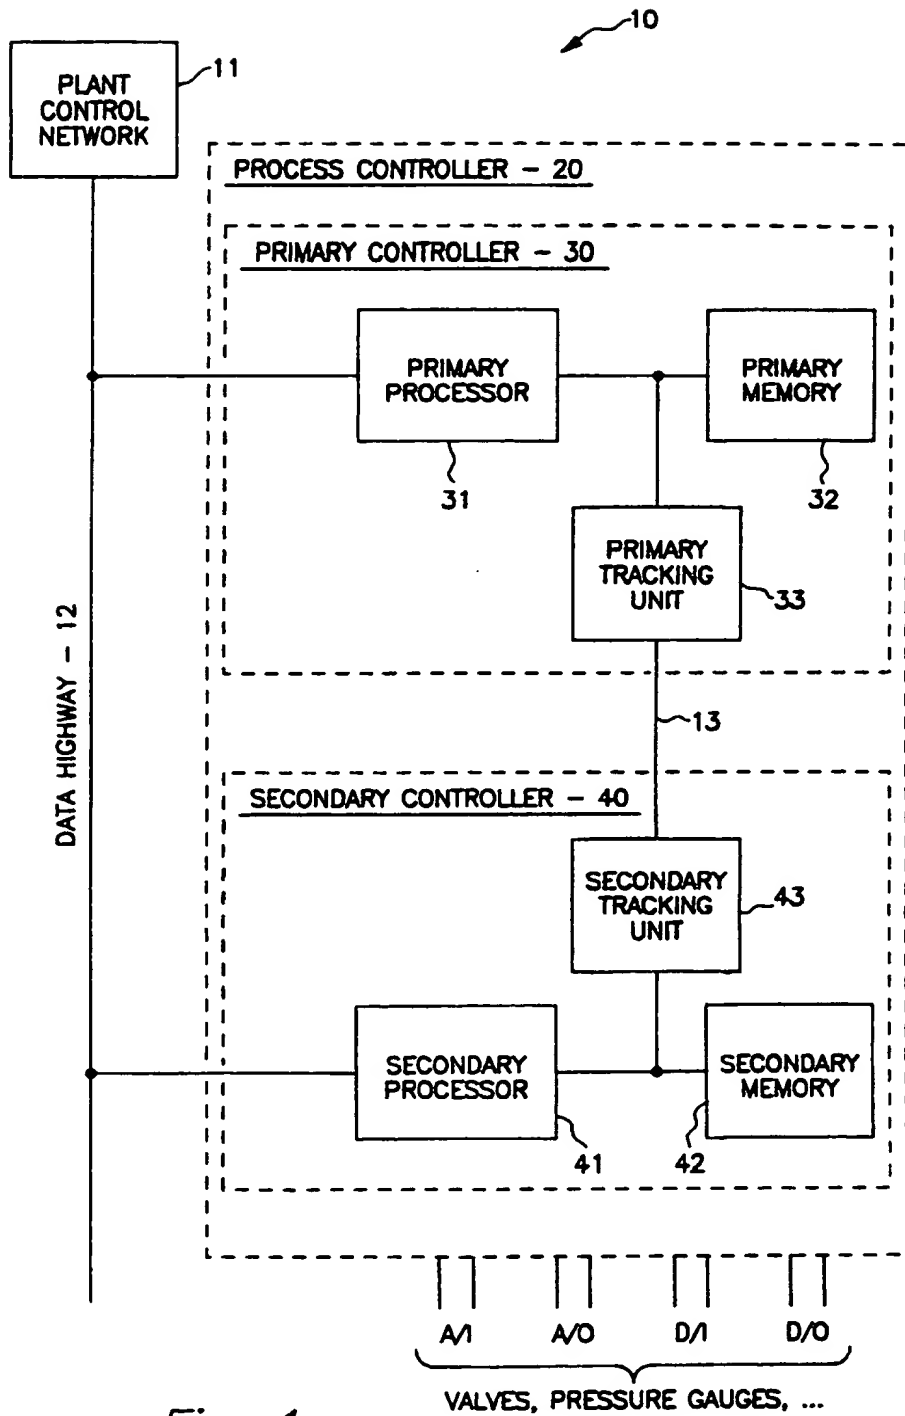 10
PLANT
CONTROL
NETWORK
11
PROCESS CONTROLLER - 20
PRIMARY CONTROLLER - 30
PRIMARY
PROCESSOR
31
PRIMARY
MEMORY
32
PRIMARY
TRACKING
UNIT
33
DATA HIGHWAY - 12
13
SECONDARY CONTROLLER - 40
SECONDARY
TRACKING
UNIT
43
SECONDARY
PROCESSOR
41
SECONDARY
MEMORY
42
A/I A/O D/I D/O
VALVES, PRESSURE GAUGES, ...